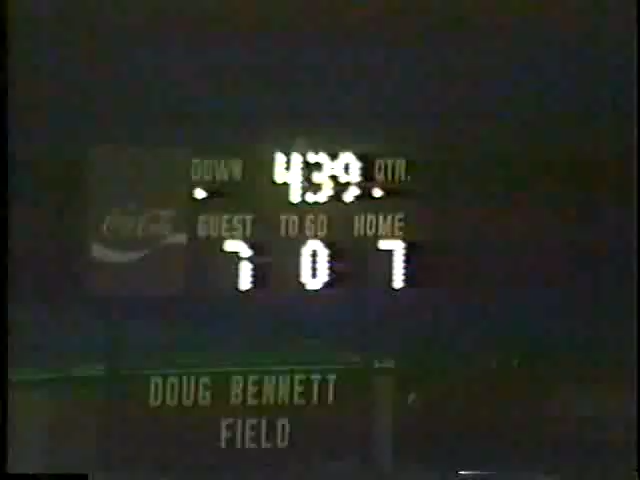 DOWN 4:39 QTR.
Coca-Cola
GUEST TO GO HOME
7 0 7
DOUG BENNETT
FIELD